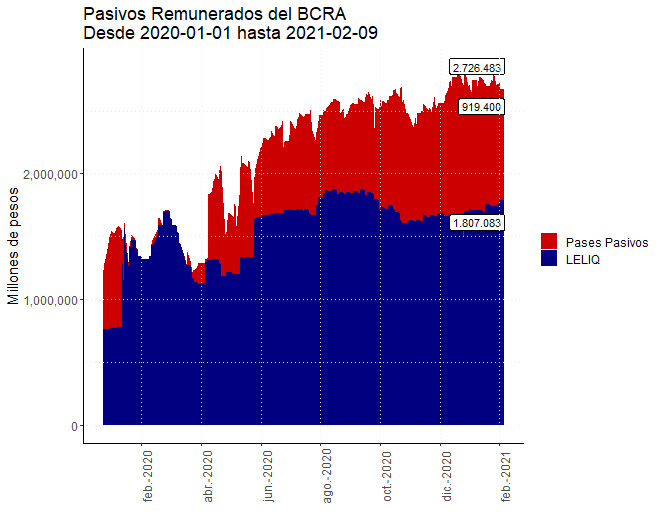 Pasivos Remunerados del BCRA
Desde 2020-01-01 hasta 2021-02-09
Millones de pesos
2,000,000
1,000,000
0
2.726.483
919.400
1.807.083
feb.-2020
abr.-2020
jun.-2020
ago.-2020
oct.-2020
dic.-2020
feb.-2021
Pases Pasivos
LELIQ